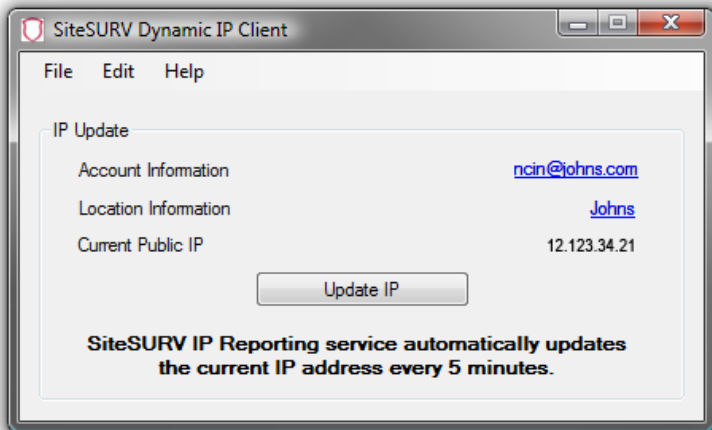 SiteSURV Dynamic IP Client
File Edit Help
IP Update
Account Information ncin@johns.com
Location Information Johns
Current Public IP 12.123.34.21
Update IP
SiteSURV IP Reporting service automatically updates
the current IP address every 5 minutes.